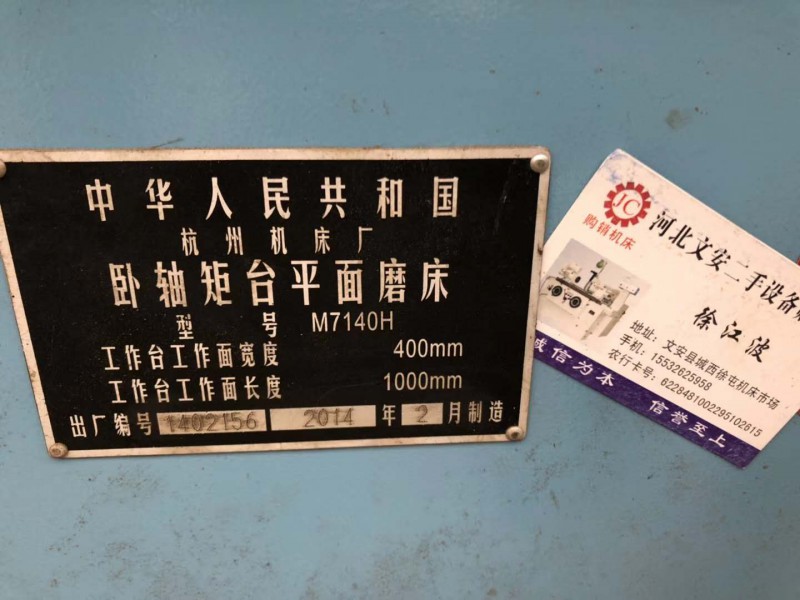 中华人民共和国
杭州机床厂
卧轴矩台平面磨床
型号 M7140H
工作台工作面宽度 400mm
工作台工作面长度 1000mm
出厂编号 1402156 2014 年 2 月制造
JC
购销机床
河北文安二手设备
徐江波
地址：文安县城西徐屯机床市场
手机：15532625958
农行卡号：6228481002295102615
诚信为本 信誉至上